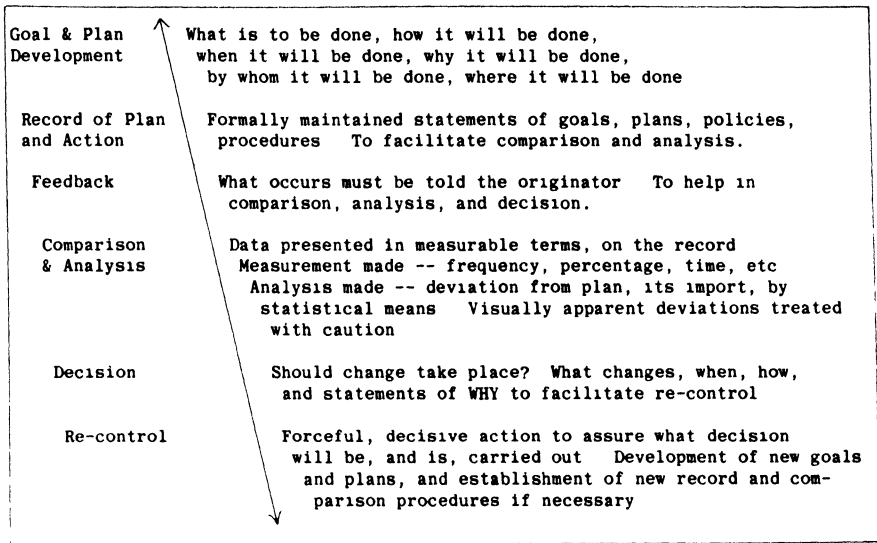 Goal & Plan What is to be done, how it will be done,
Development when it will be done, why it will be done,
by whom it will be done, where it will be done
Record of Plan Formally maintained statements of goals, plans, policies,
and Action procedures To facilitate comparison and analysis.
Feedback What occurs must be told the originator To help in
comparison, analysis, and decision.
Comparison Data presented in measurable terms, on the record
& Analysis Measurement made -- frequency, percentage, time, etc
Analysis made -- deviation from plan, its import, by
statistical means Visually apparent deviations treated
with caution
Decision Should change take place? What changes, when, how,
and statements of WHY to facilitate re-control
Re-control Forceful, decisive action to assure what decision
will be, and is, carried out Development of new goals
and plans, and establishment of new record and com-
parison procedures if necessary